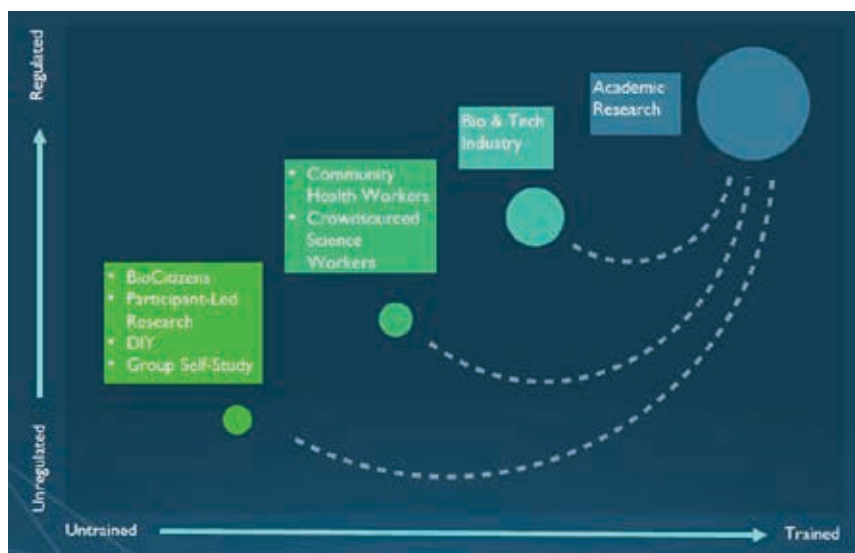 Regulated
Academic
Research
Bio & Tech
Industry
• Community
Health Workers
• Crowdsourced
Science
Workers
• BioCitizens
• Participant-Led
Research
• DIY
• Group Self-Study
Unregulated
Untrained
Trained